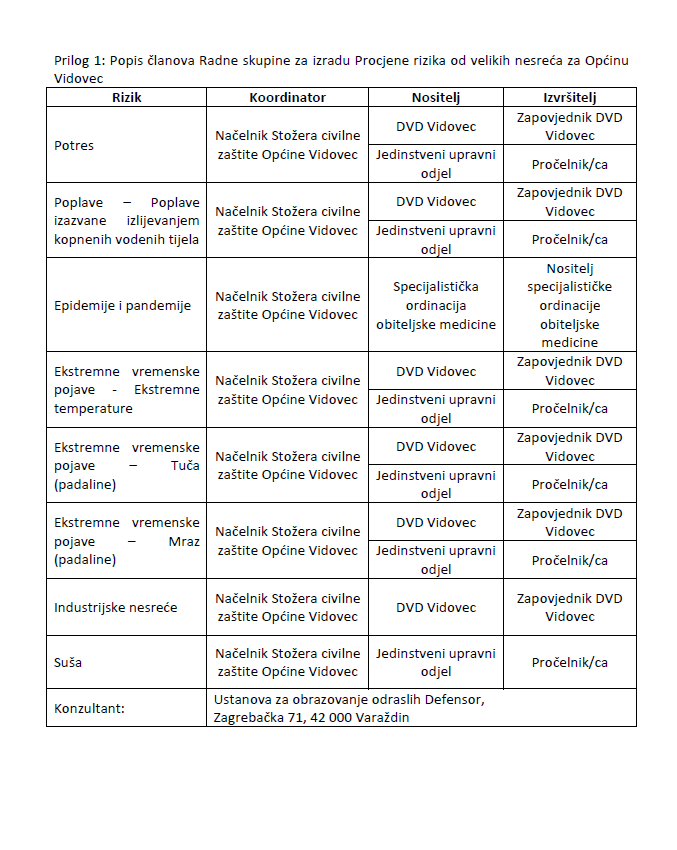 Prilog 1: Popis članova Radne skupine za izradu Procjene rizika od velikih nesreća za Općinu
Vidovec
Rizik
Koordinator
Nositelj
Izvršitelj
Potres
Načelnik Stožera civilne
zaštite Općine Vidovec
DVD Vidovec
Zapovjednik DVD
Vidovec
Jedinstveni upravni
odjel
Pročelnik/ca
Poplave – Poplave
izazvane izlijevanjem
kopnenih vodenih tijela
Načelnik Stožera civilne
zaštite Općine Vidovec
DVD Vidovec
Zapovjednik DVD
Vidovec
Jedinstveni upravni
odjel
Pročelnik/ca
Epidemije i pandemije
Načelnik Stožera civilne
zaštite Općine Vidovec
Specijalistička
ordinacija
obiteljske medicine
Nositelj
specijalističke
ordinacije
obiteljske
medicine
Ekstremne vremenske
pojave - Ekstremne
temperature
Načelnik Stožera civilne
zaštite Općine Vidovec
DVD Vidovec
Zapovjednik DVD
Vidovec
Jedinstveni upravni
odjel
Pročelnik/ca
Ekstremne vremenske
pojave – Tuča
(padaline)
Načelnik Stožera civilne
zaštite Općine Vidovec
DVD Vidovec
Zapovjednik DVD
Vidovec
Jedinstveni upravni
odjel
Pročelnik/ca
Ekstremne vremenske
pojave – Mraz
(padaline)
Načelnik Stožera civilne
zaštite Općine Vidovec
DVD Vidovec
Zapovjednik DVD
Vidovec
Jedinstveni upravni
odjel
Pročelnik/ca
Industrijske nesreće
Načelnik Stožera civilne
zaštite Općine Vidovec
DVD Vidovec
Zapovjednik DVD
Vidovec
Suša
Načelnik Stožera civilne
zaštite Općine Vidovec
Jedinstveni upravni
odjel
Pročelnik/ca
Konzultant:
Ustanova za obrazovanje odraslih Defensor,
Zagrebačka 71, 42 000 Varaždin